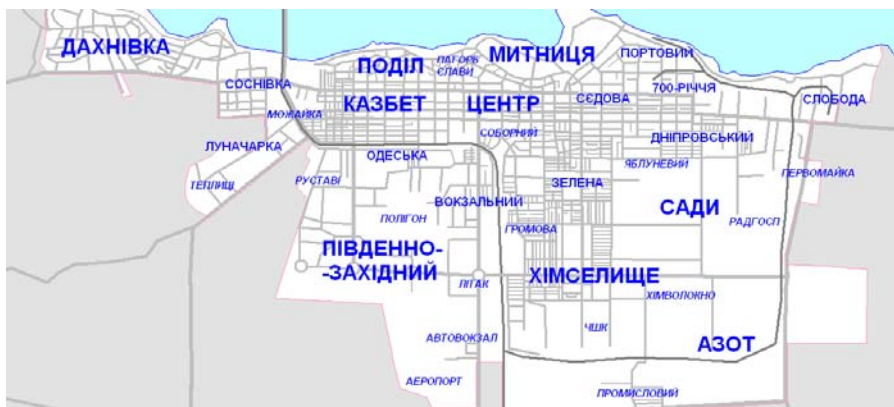 ДАХНІВКА
МИТНИЦЯ
ПОРТОВИЙ
ПОДІЛ
ПАГОРБ
СЛАВИ
СОСНІВКА
700-РІЧЧЯ
СЛОБОДА
КАЗБЕТ
ЦЕНТР
СЄДОВА
МОЖАЙКА
СОБОРНИЙ
ДНІПРОВСЬКИЙ
ЛУНАЧАРКА
ОДЕСЬКА
ЯБЛУНЕВИЙ
ПЕРВОМАЙКА
ТЕПЛИЦІ
РУСТАВІ
ЗЕЛЕНА
ВОКЗАЛЬНИЙ
САДИ
ПОЛІГОН
ГРОМОВА
РАДГОСП
ПІВДЕННО-
-ЗАХІДНИЙ
ХІМСЕЛИЩЕ
ЛІТАК
ХІМВОЛОКНО
ЧШК
АВТОВОКЗАЛ
АЗОТ
АЕРОПОРТ
ПРОМИСЛОВИЙ